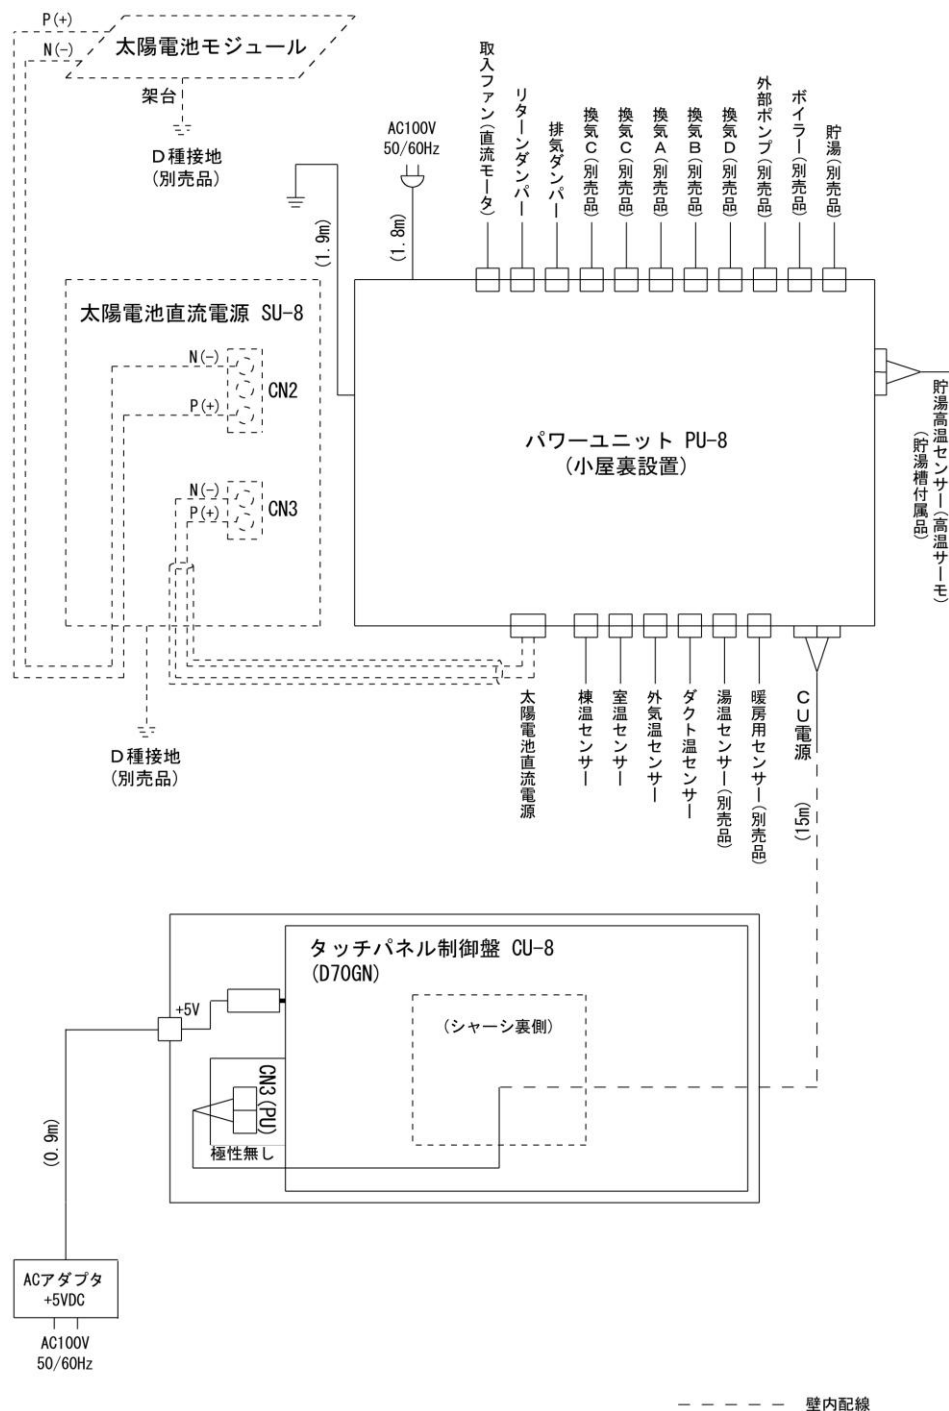 P(+)
N(-)
太陽電池モジュール
架台
D種接地
(別売品)
AC100V
50/60Hz
(1.9m)
(1.8m)
取入ファン(直流モータ)
リターンダンパー
排気ダンパー
換気C(別売品)
換気C(別売品)
換気A(別売品)
換気B(別売品)
換気D(別売品)
外部ポンプ(別売品)
ボイラー(別売品)
貯湯(別売品)
太陽電池直流電源 SU-8
N(-)
CN2
P(+)
N(-)
P(+)
CN3
パワーユニット PU-8
(小屋裏設置)
貯湯高温センサー(高温サーモ)
(貯湯槽付属品)
D種接地
(別売品)
太陽電池直流電源
棟温センサー
室温センサー
外気温センサー
ダクト温センサー
湯温センサー(別売品)
暖房用センサー(別売品)
CU電源
(15m)
タッチパネル制御盤 CU-8
(D70GN)
+5V
(シャーシ裏側)
CN3(PU)
極性無し
(0.9m)
ACアダプタ
+5VDC
AC100V
50/60Hz
壁内配線